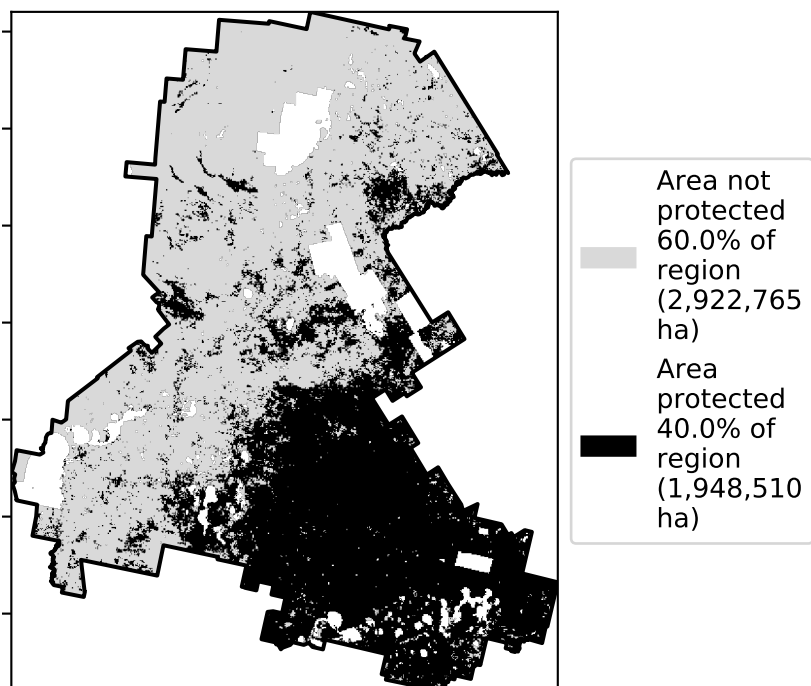 Area not
protected
60.0% of
region
(2,922,765
ha)
Area
protected
40.0% of
region
(1,948,510
ha)